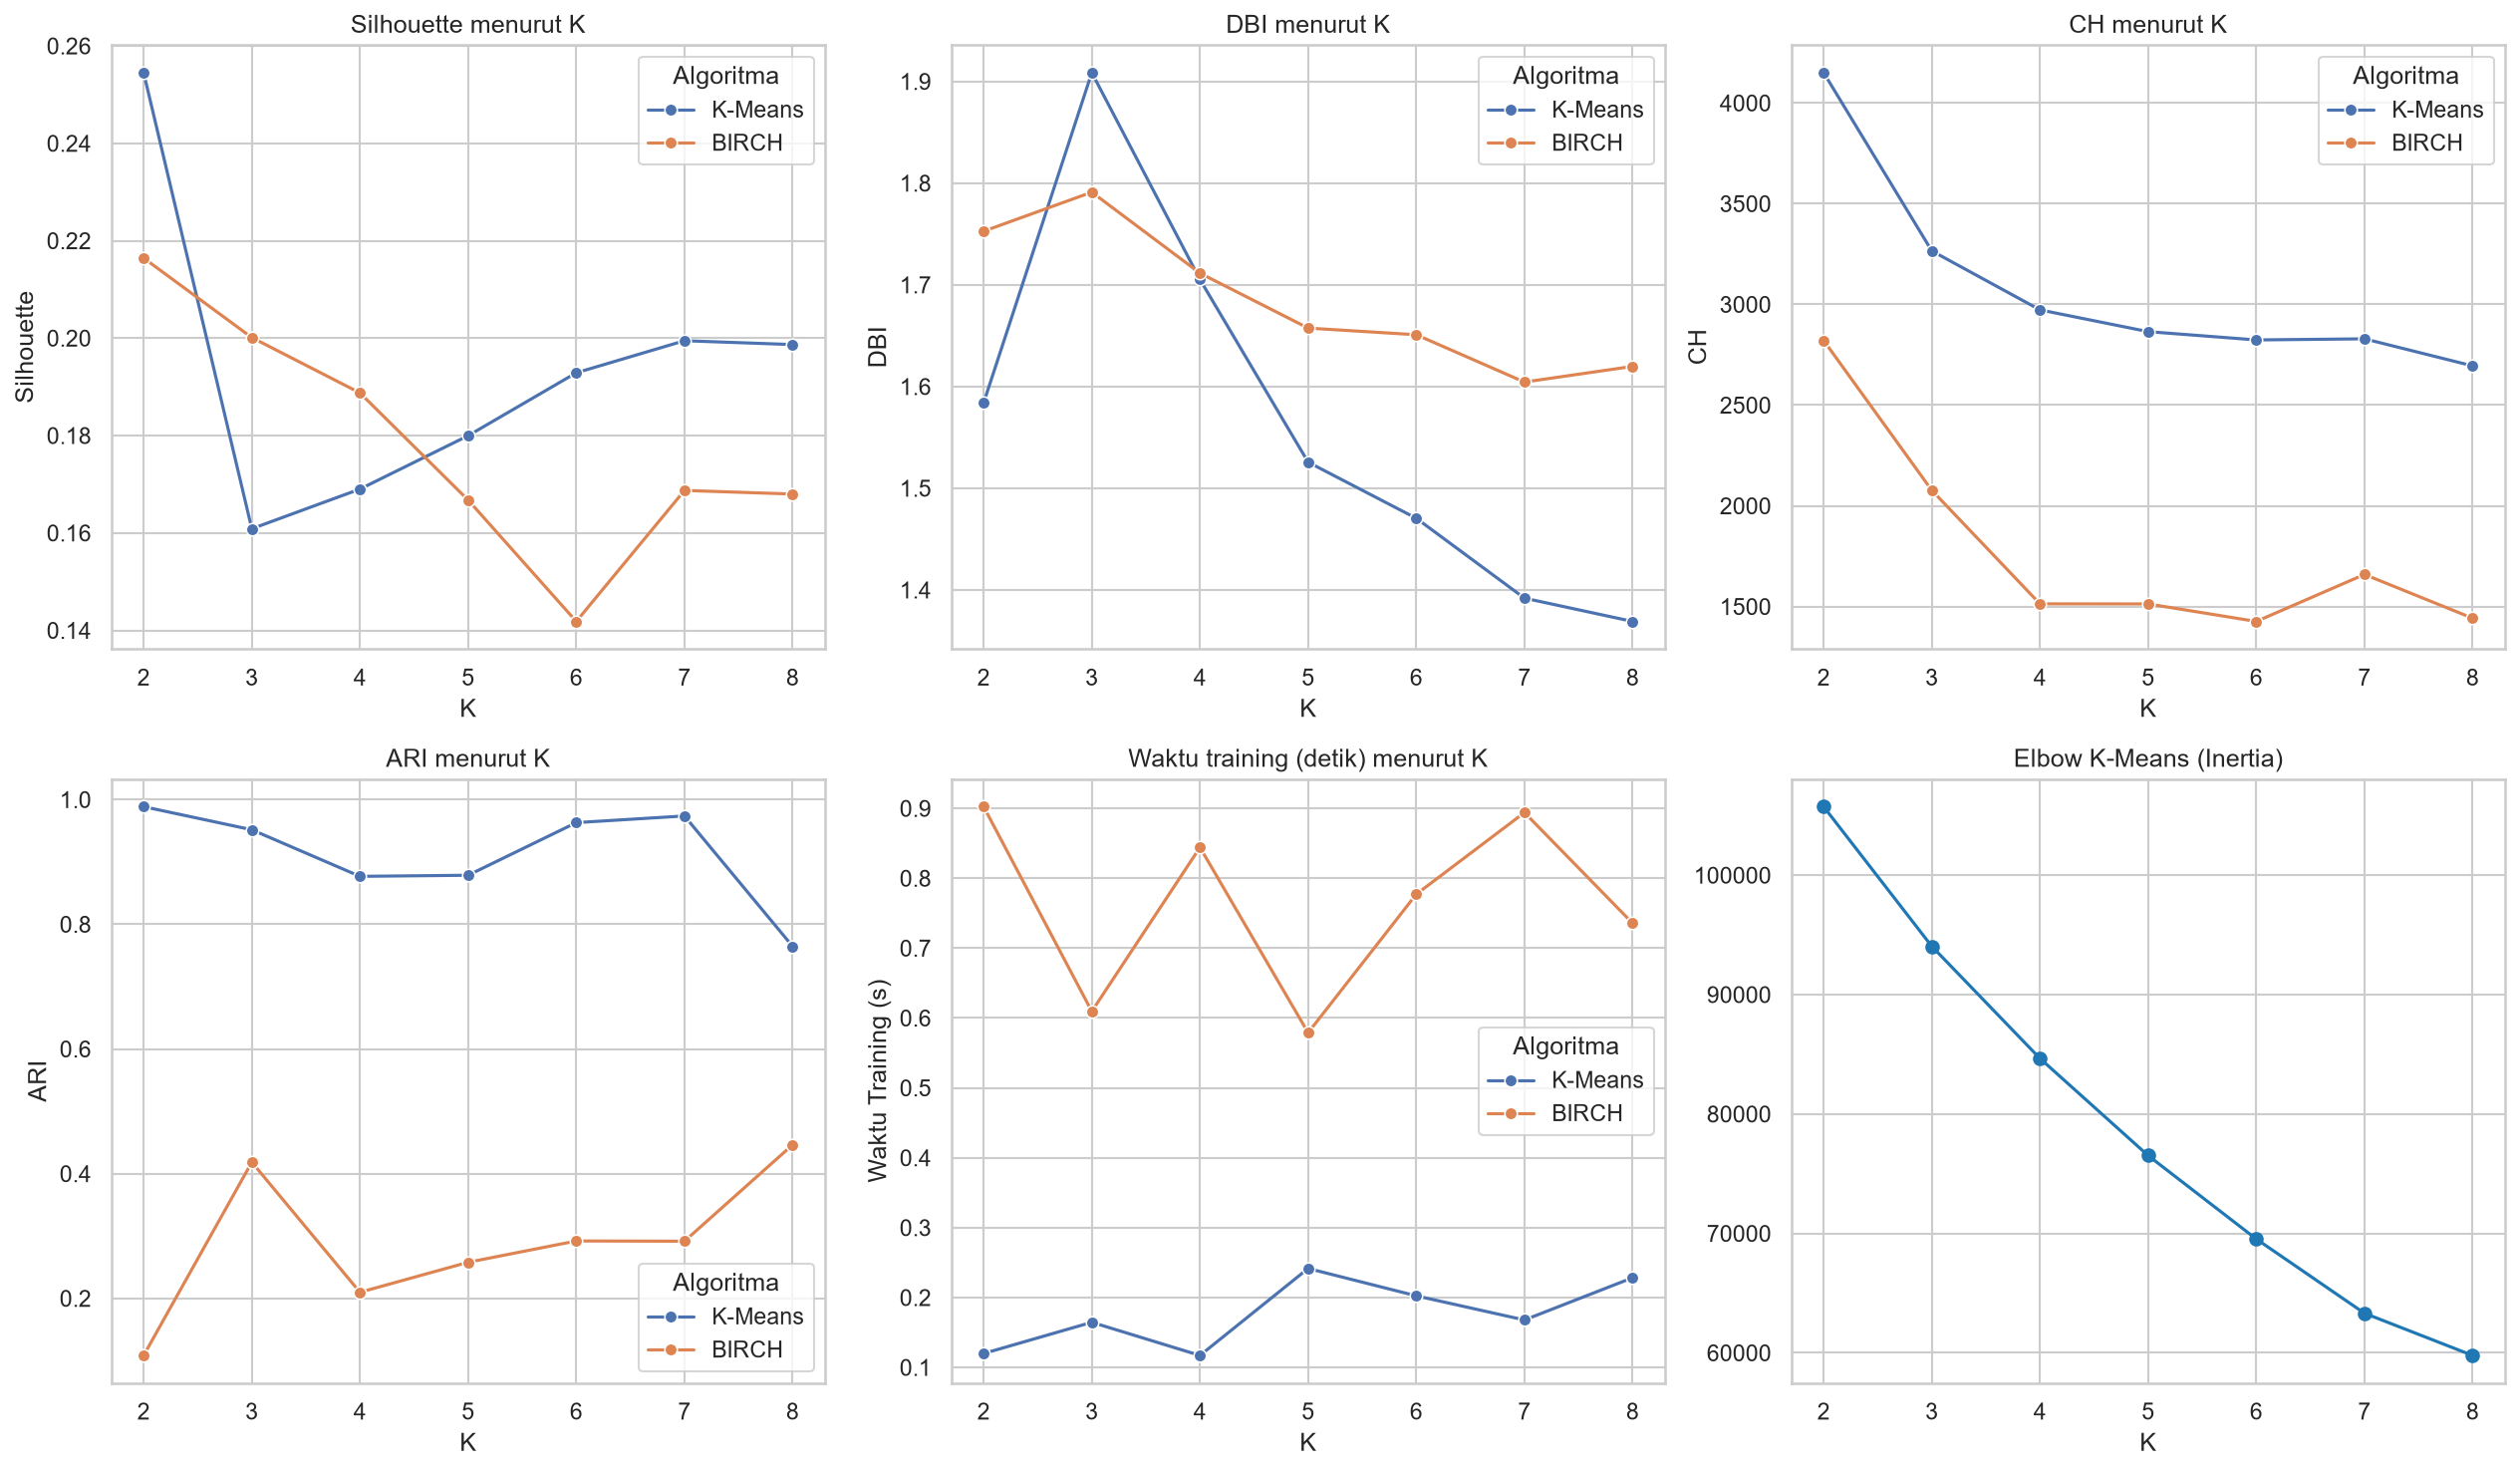 Silhouette menurut K
0.26
0.24
0.22
0.20
0.18
0.16
0.14
Silhouette
2 3 4 5 6 7 8
K
Algoritma
K-Means
BIRCH
DBI menurut K
1.9
1.8
1.7
1.6
1.5
1.4
DBI
2 3 4 5 6 7 8
K
Algoritma
K-Means
BIRCH
CH menurut K
4000
3500
3000
2500
2000
1500
CH
2 3 4 5 6 7 8
K
Algoritma
K-Means
BIRCH
ARI menurut K
1.0
0.8
0.6
0.4
0.2
ARI
2 3 4 5 6 7 8
K
Algoritma
K-Means
BIRCH
Waktu training (detik) menurut K
0.9
0.8
0.7
0.6
0.5
0.4
0.3
0.2
0.1
Waktu Training (s)
2 3 4 5 6 7 8
K
Algoritma
K-Means
BIRCH
Elbow K-Means (Inertia)
100000
90000
80000
70000
60000
2 3 4 5 6 7 8
K